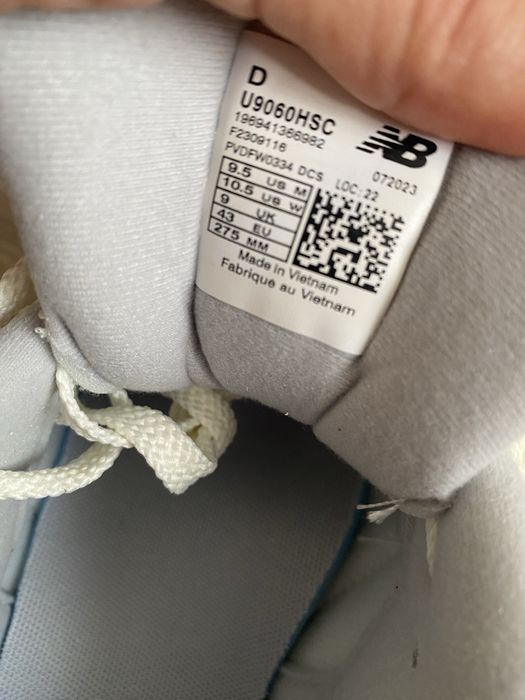 D
U9060HSC
196941366982
F2309116
PVDFW0334 DCS LOC:22
NB
072023
9.5 US M
10.5 US W
9 UK
43 EU
275 MM
Made in Vietnam
Fabrique au Vietnam